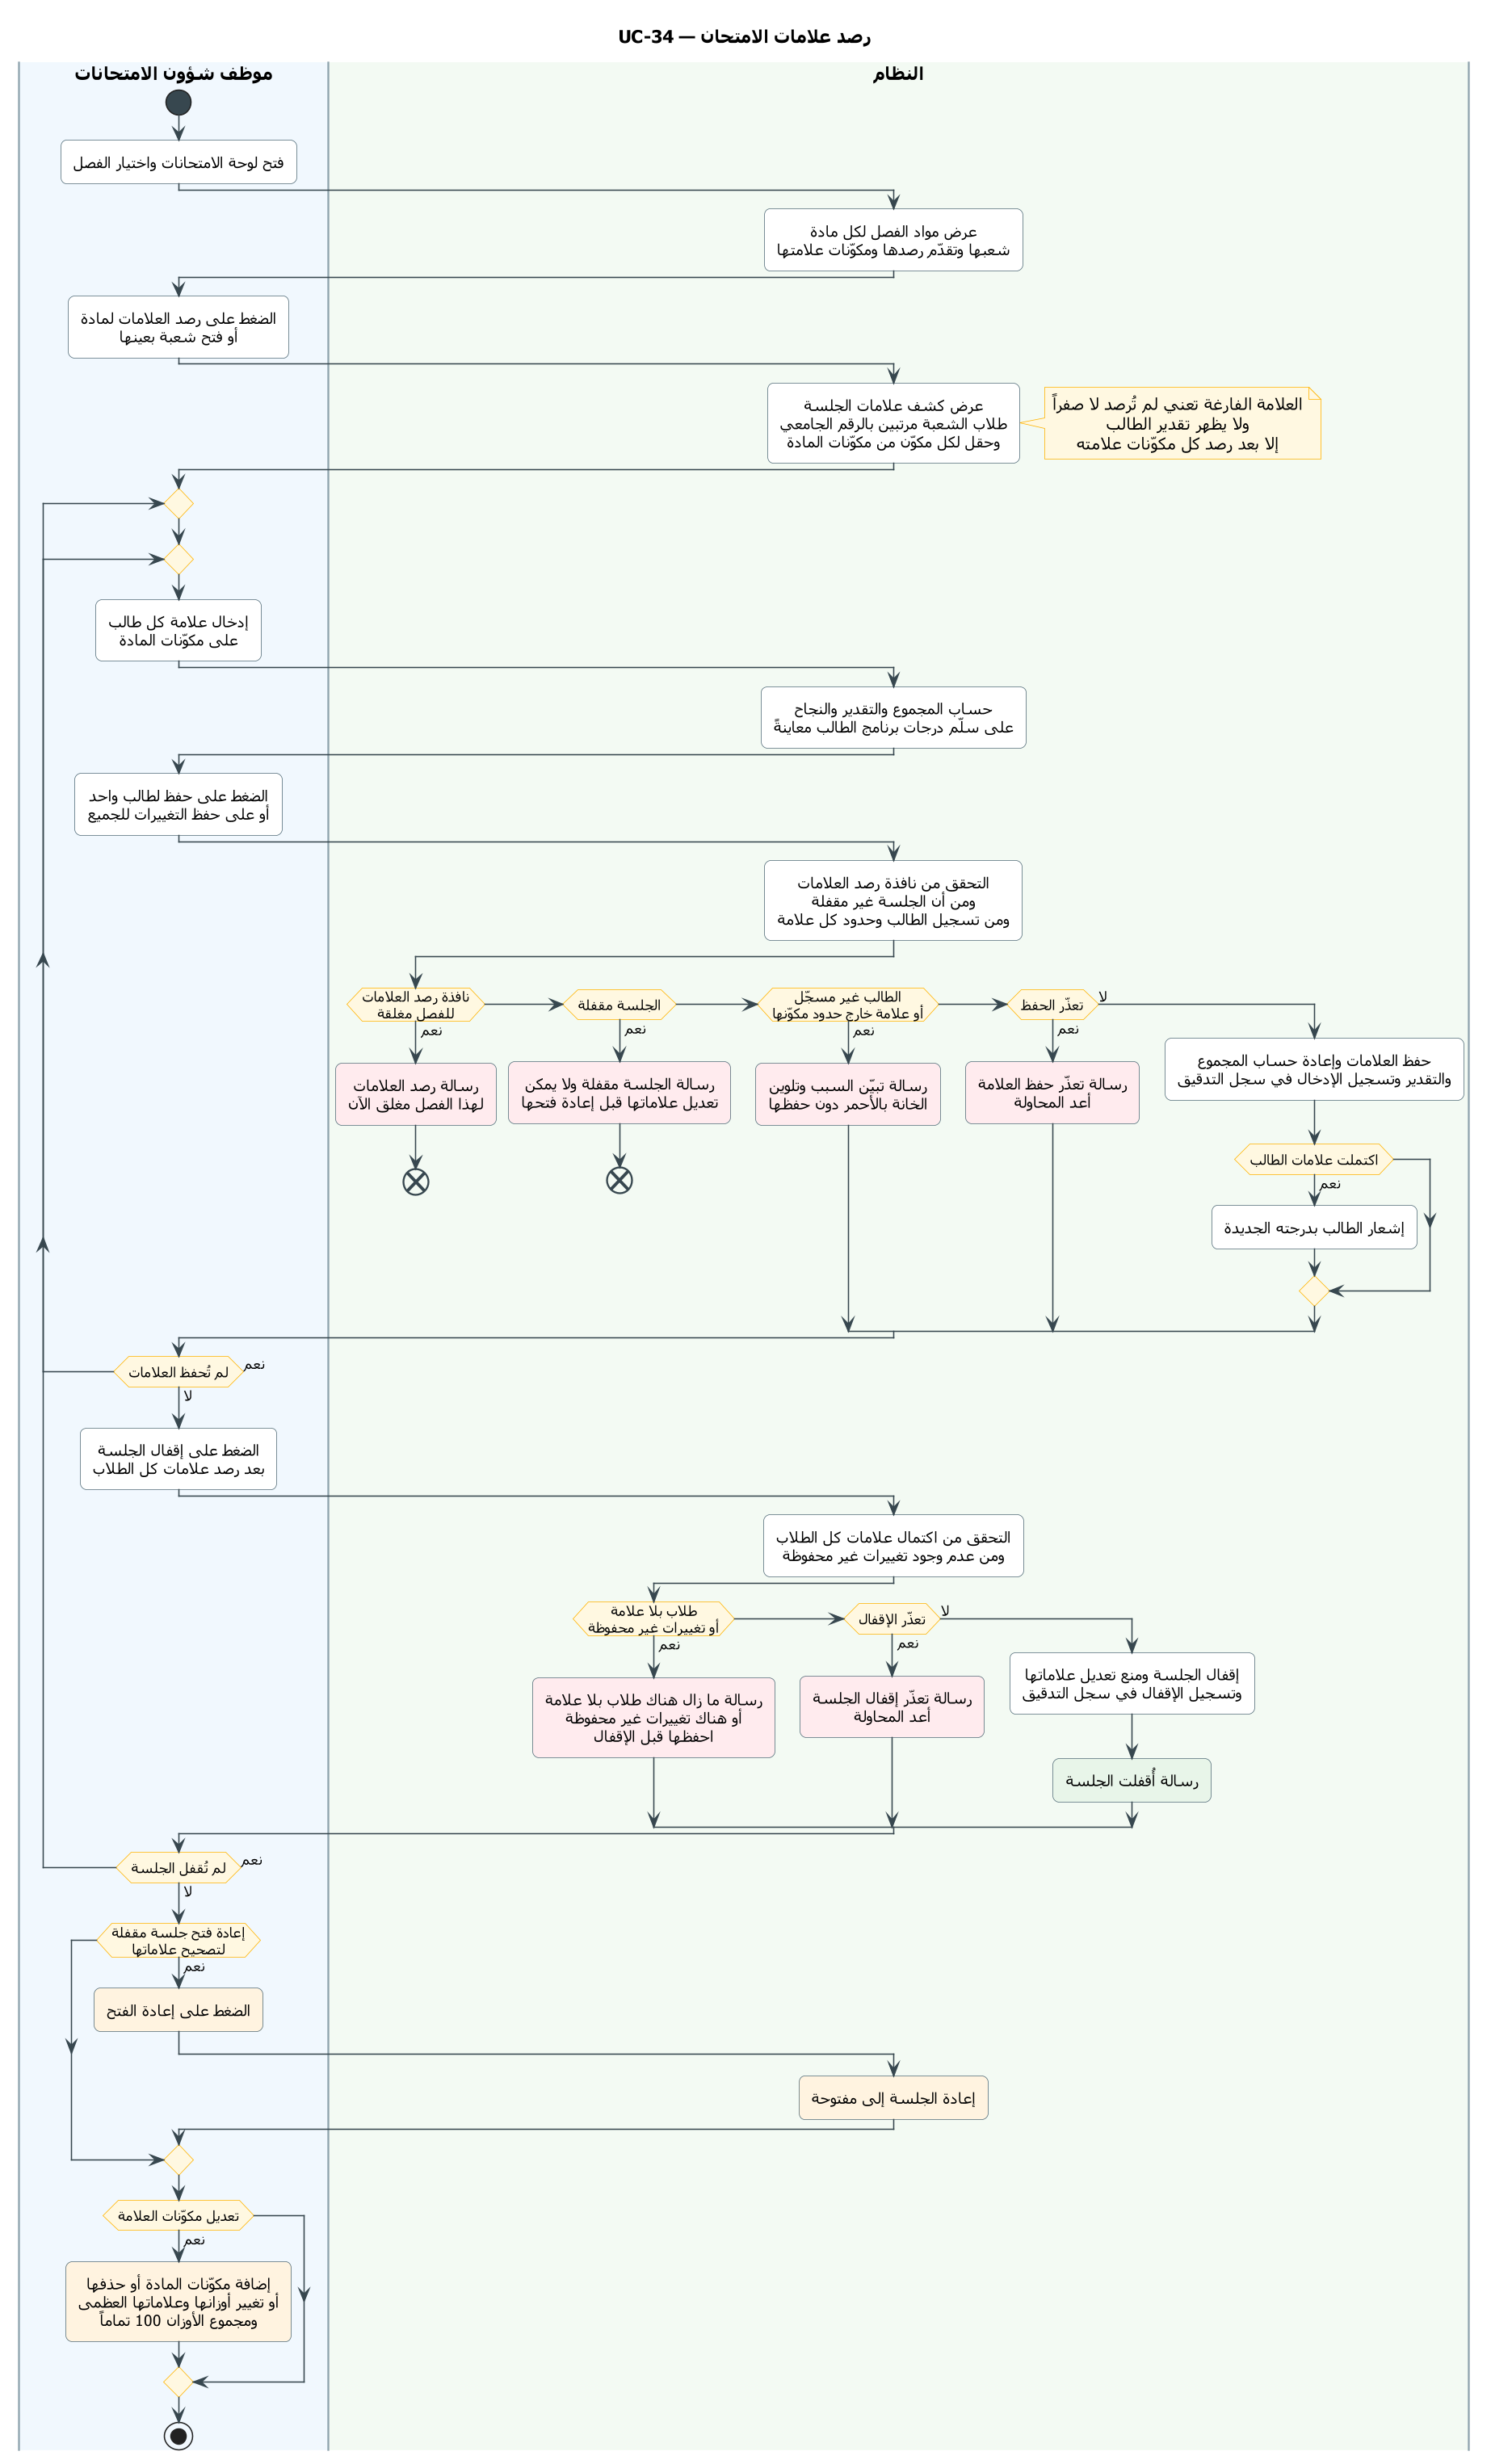 UC-34 — رصد علامات الامتحان
موظف شؤون الامتحانات
النظام
فتح لوحة الامتحانات واختيار الفصل
عرض مواد الفصل لكل مادة
شعبها وتقدّم رصدها ومكوّنات علامتها
الضغط على رصد العلامات لمادة
أو فتح شعبة بعينها
عرض كشف علامات الجلسة
طلاب الشعبة مرتبين بالرقم الجامعي
وحقل لكل مكوّن من مكوّنات المادة
العلامة الفارغة تعني لم تُرصد لا صفراً
ولا يظهر تقدير الطالب
إلا بعد رصد كل مكوّنات علامته
إدخال علامة كل طالب
على مكوّنات المادة
حساب المجموع والتقدير والنجاح
على سلّم درجات برنامج الطالب معاينةً
الضغط على حفظ لطالب واحد
أو على حفظ التغييرات للجميع
التحقق من نافذة رصد العلامات
ومن أن الجلسة غير مقفلة
ومن تسجيل الطالب وحدود كل علامة
نافذة رصد العلامات
للفصل مغلقة
نعم
رسالة رصد العلامات
لهذا الفصل مغلق الآن
الجلسة مقفلة
نعم
رسالة الجلسة مقفلة ولا يمكن
تعديل علاماتها قبل إعادة فتحها
الطالب غير مسجّل
أو علامة خارج حدود مكوّنها
نعم
رسالة تبيّن السبب وتلوين
الخانة بالأحمر دون حفظها
تعذّر الحفظ
نعم
لا
رسالة تعذّر حفظ العلامة
أعد المحاولة
حفظ العلامات وإعادة حساب المجموع
والتقدير وتسجيل الإدخال في سجل التدقيق
اكتملت علامات الطالب
نعم
إشعار الطالب بدرجته الجديدة
لم تُحفظ العلامات
نعم
لا
الضغط على إقفال الجلسة
بعد رصد علامات كل الطلاب
التحقق من اكتمال علامات كل الطلاب
ومن عدم وجود تغييرات غير محفوظة
طلاب بلا علامة
أو تغييرات غير محفوظة
نعم
رسالة ما زال هناك طلاب بلا علامة
أو هناك تغييرات غير محفوظة
احفظها قبل الإقفال
تعذّر الإقفال
نعم
لا
رسالة تعذّر إقفال الجلسة
أعد المحاولة
إقفال الجلسة ومنع تعديل علاماتها
وتسجيل الإقفال في سجل التدقيق
رسالة أُقفلت الجلسة
لم تُقفل الجلسة
نعم
لا
إعادة فتح جلسة مقفلة
لتصحيح علاماتها
نعم
الضغط على إعادة الفتح
إعادة الجلسة إلى مفتوحة
تعديل مكوّنات العلامة
نعم
إضافة مكوّنات المادة أو حذفها
أو تغيير أوزانها وعلاماتها العظمى
ومجموع الأوزان 100 تماماً